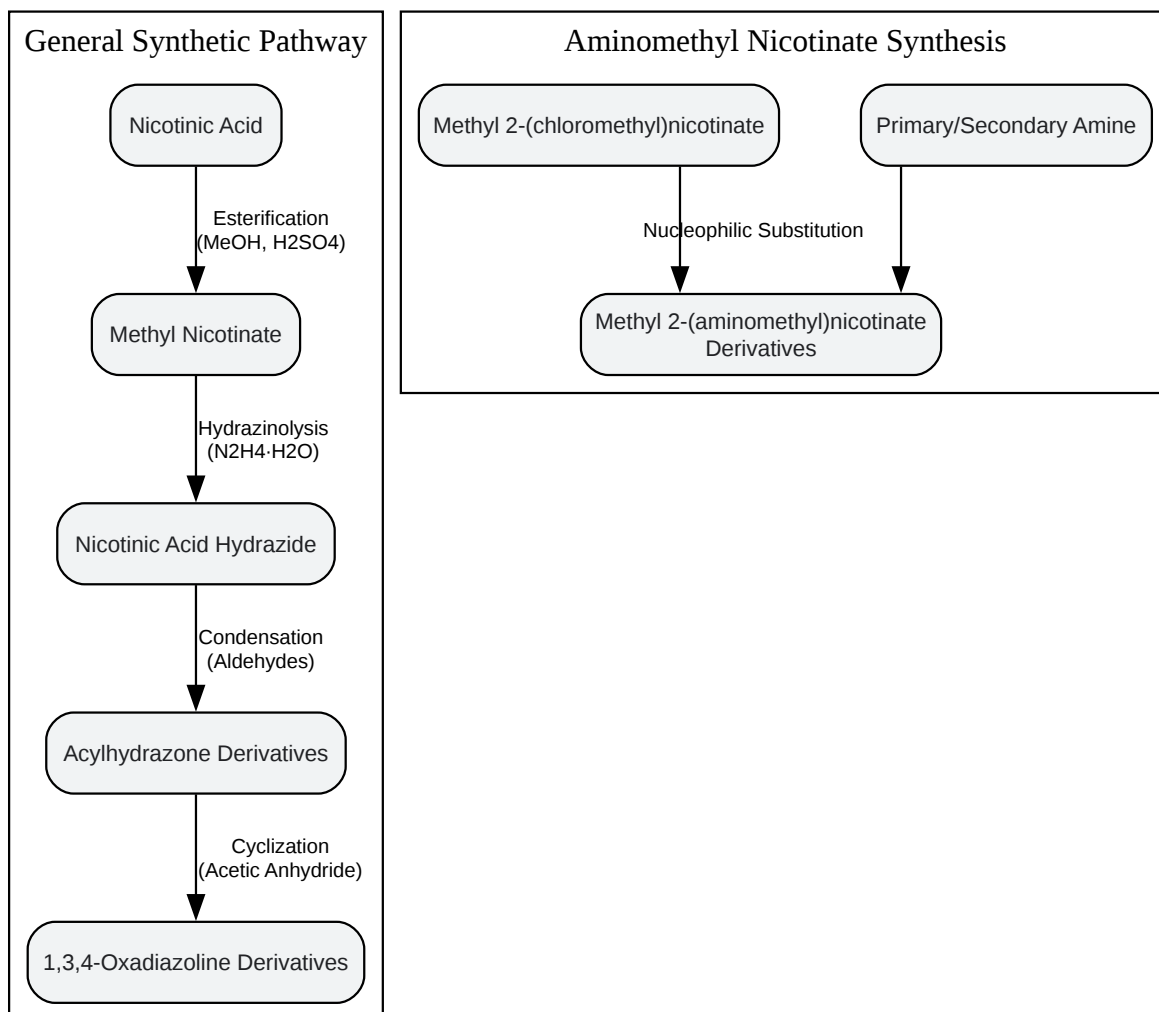 General Synthetic Pathway
Nicotinic Acid
Esterification
(MeOH, H2SO4)
Methyl Nicotinate
Hydrazinolysis
(N2H4·H2O)
Nicotinic Acid Hydrazide
Condensation
(Aldehydes)
Acylhydrazone Derivatives
Cyclization
(Acetic Anhydride)
1,3,4-Oxadiazoline Derivatives
Aminomethyl Nicotinate Synthesis
Methyl 2-(chloromethyl)nicotinate
Primary/Secondary Amine
Nucleophilic Substitution
Methyl 2-(aminomethyl)nicotinate
Derivatives